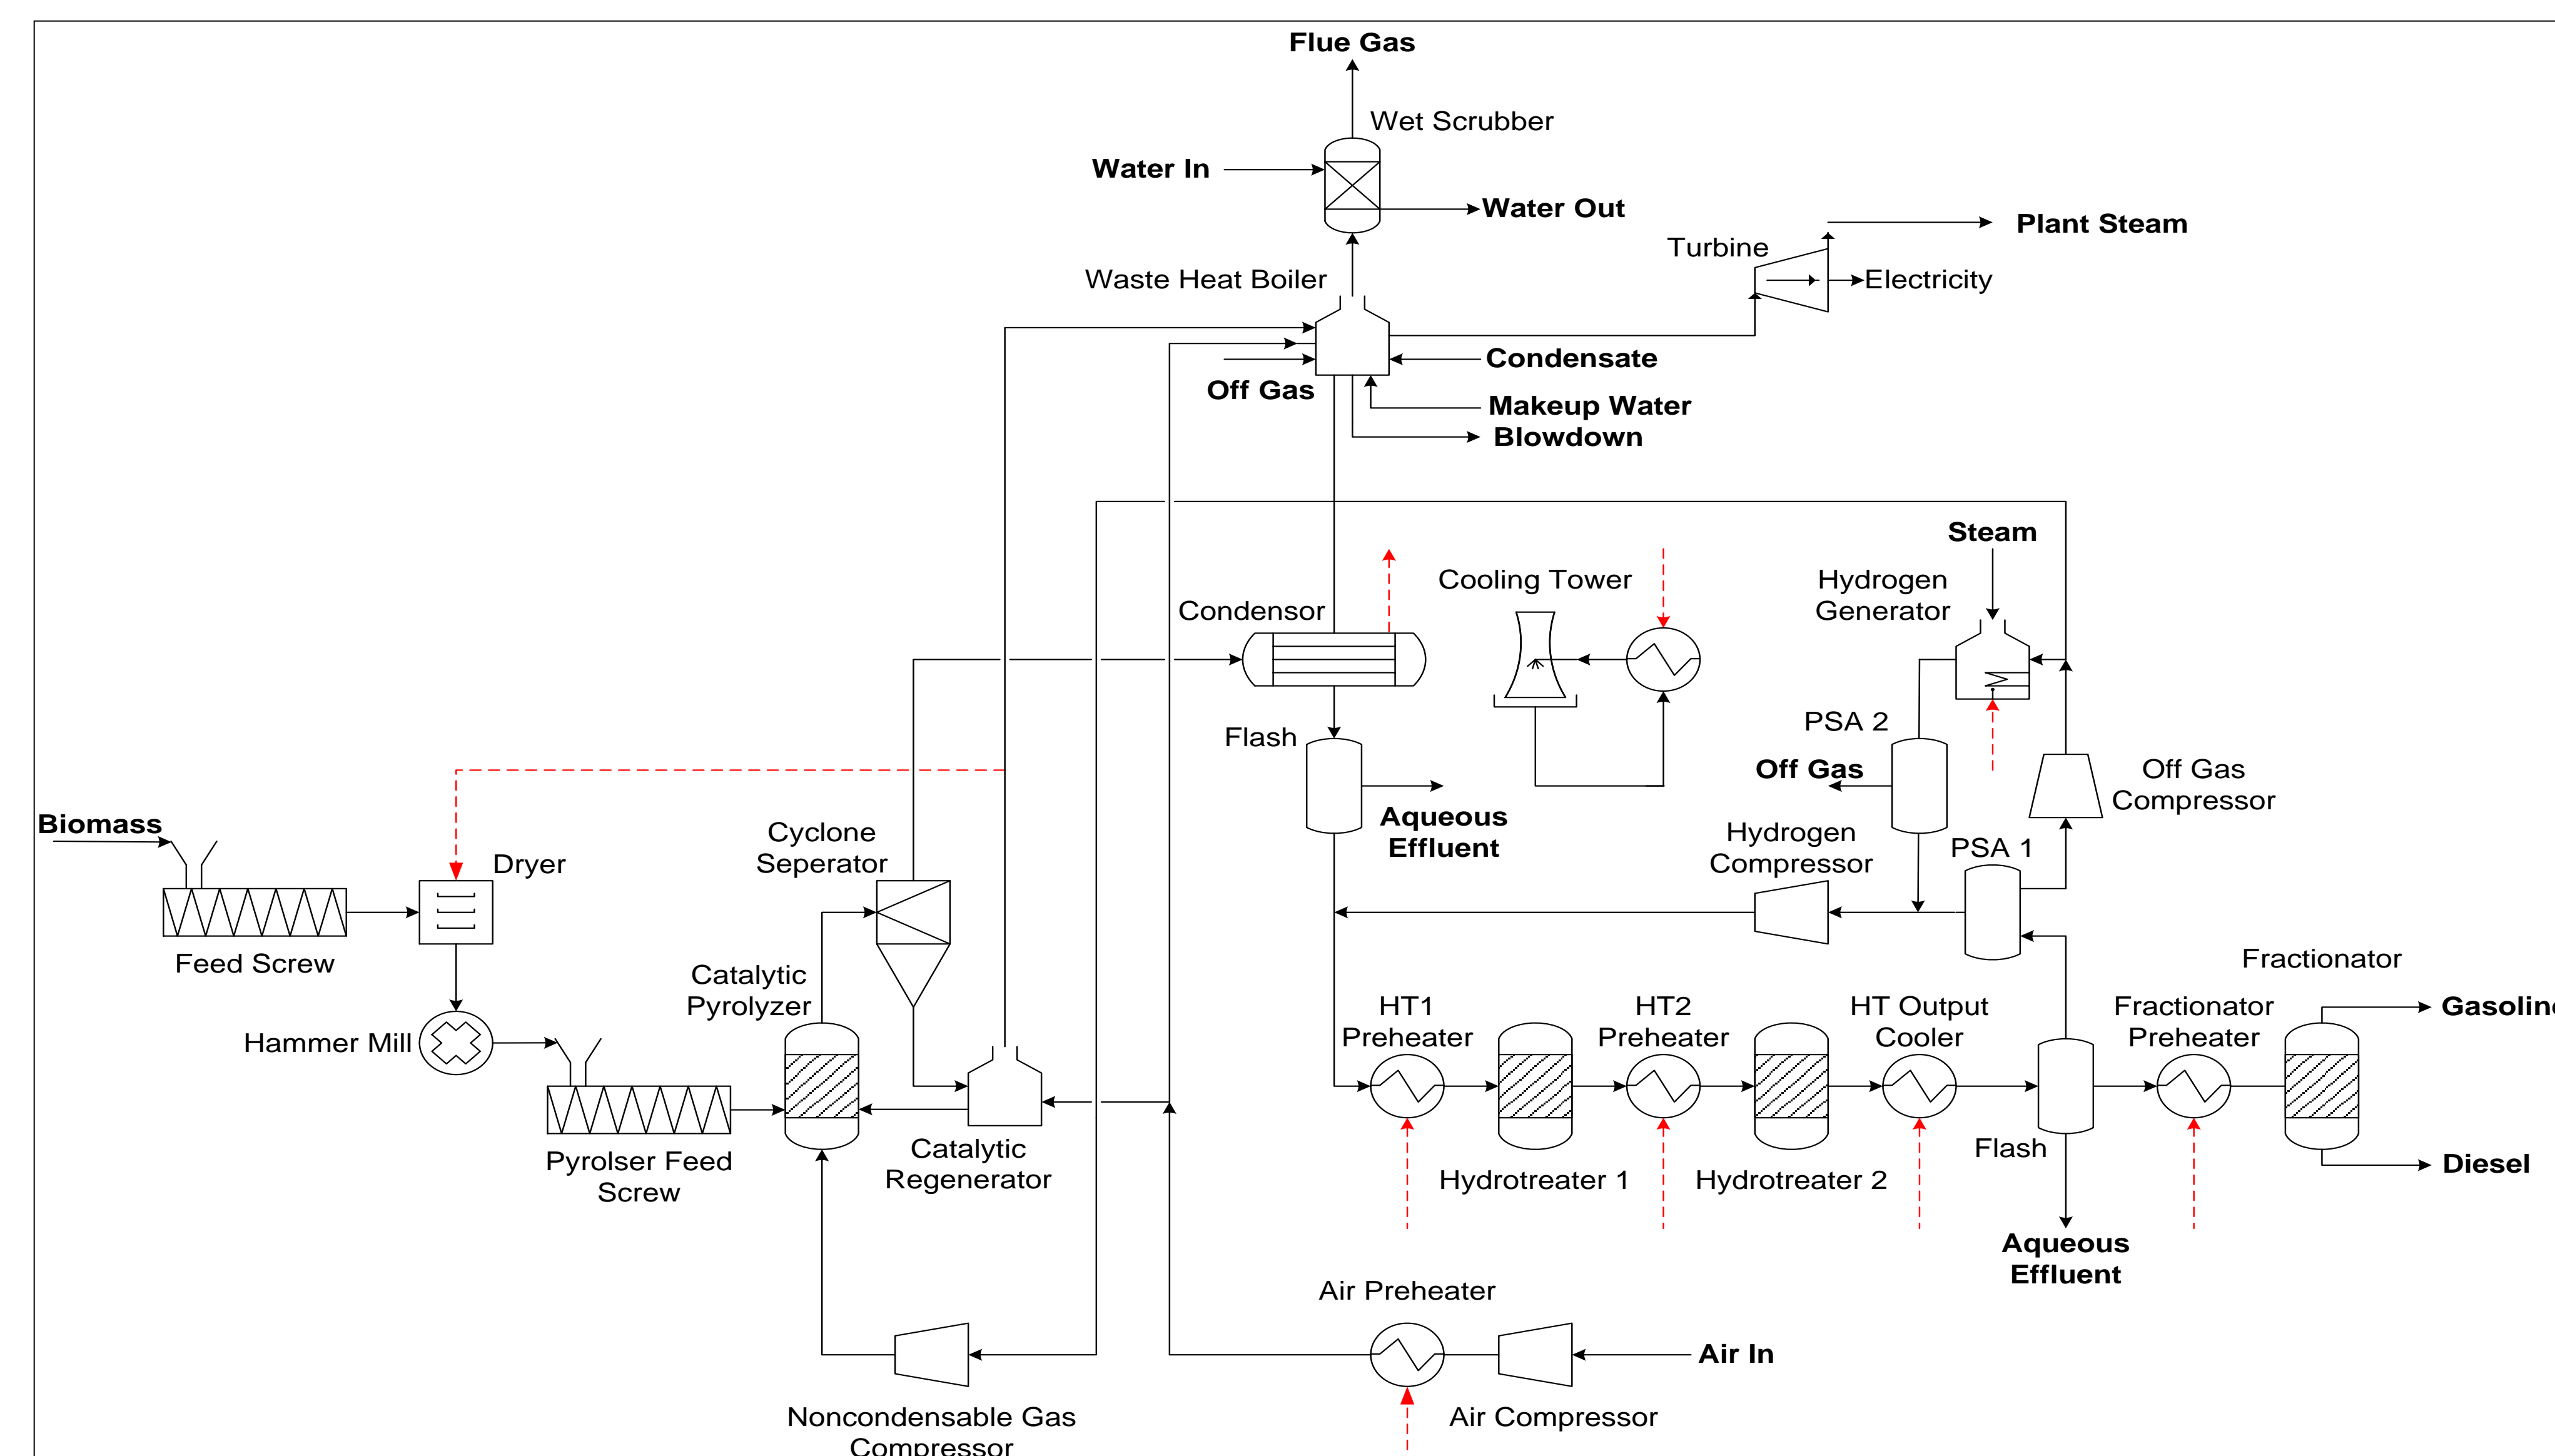 Flue Gas
Wet Scrubber
Water In
Water Out
Plant Steam
Turbine
Waste Heat Boiler
Electricity
Condensate
Off Gas
Makeup Water
Blowdown
Steam
Cooling Tower
Hydrogen
Generator
Condensor
PSA 2
Flash
Off Gas
Off Gas
Compressor
Biomass
Aqueous
Effluent
Cyclone
Seperator
Hydrogen
Compressor
PSA 1
Dryer
Feed Screw
Fractionator
Catalytic
Pyrolyzer
HT1
Preheater
HT2
Preheater
HT Output
Cooler
Fractionator
Preheater
Gasoline
Hammer Mill
Catalytic
Regenerator
Flash
Pyrolser Feed
Screw
Hydrotreater 1
Hydrotreater 2
Diesel
Aqueous
Effluent
Air Preheater
Air In
Noncondensable Gas
Compressor
Air Compressor